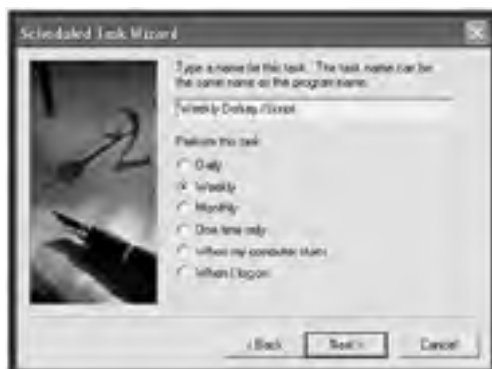 Scheduled Task Wizard
Type a name for this task. The task name can be
the same name as the program name.
Weekly Script
Perform this task:
Daily
Weekly
Monthly
One time only
When my computer starts
When I log on
< Back
Next >
Cancel